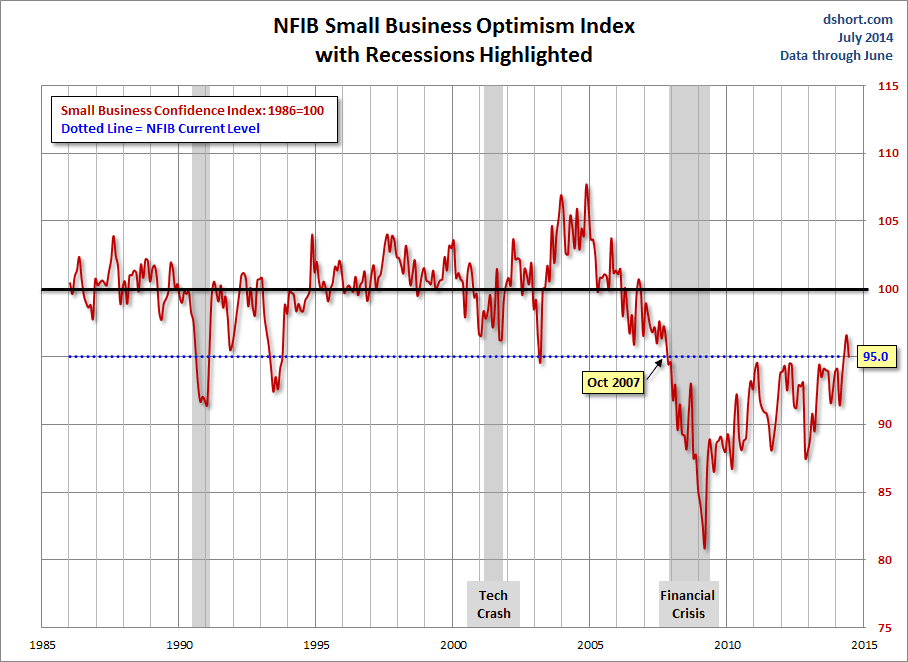 NFIB Small Business Optimism Index
with Recessions Highlighted
dshort.com
July 2014
Data through June
Small Business Confidence Index: 1986=100
Dotted Line = NFIB Current Level
115
110
105
100
95.0
90
85
80
75
Oct 2007
Tech
Crash
Financial
Crisis
1985
1990
1995
2000
2005
2010
2015